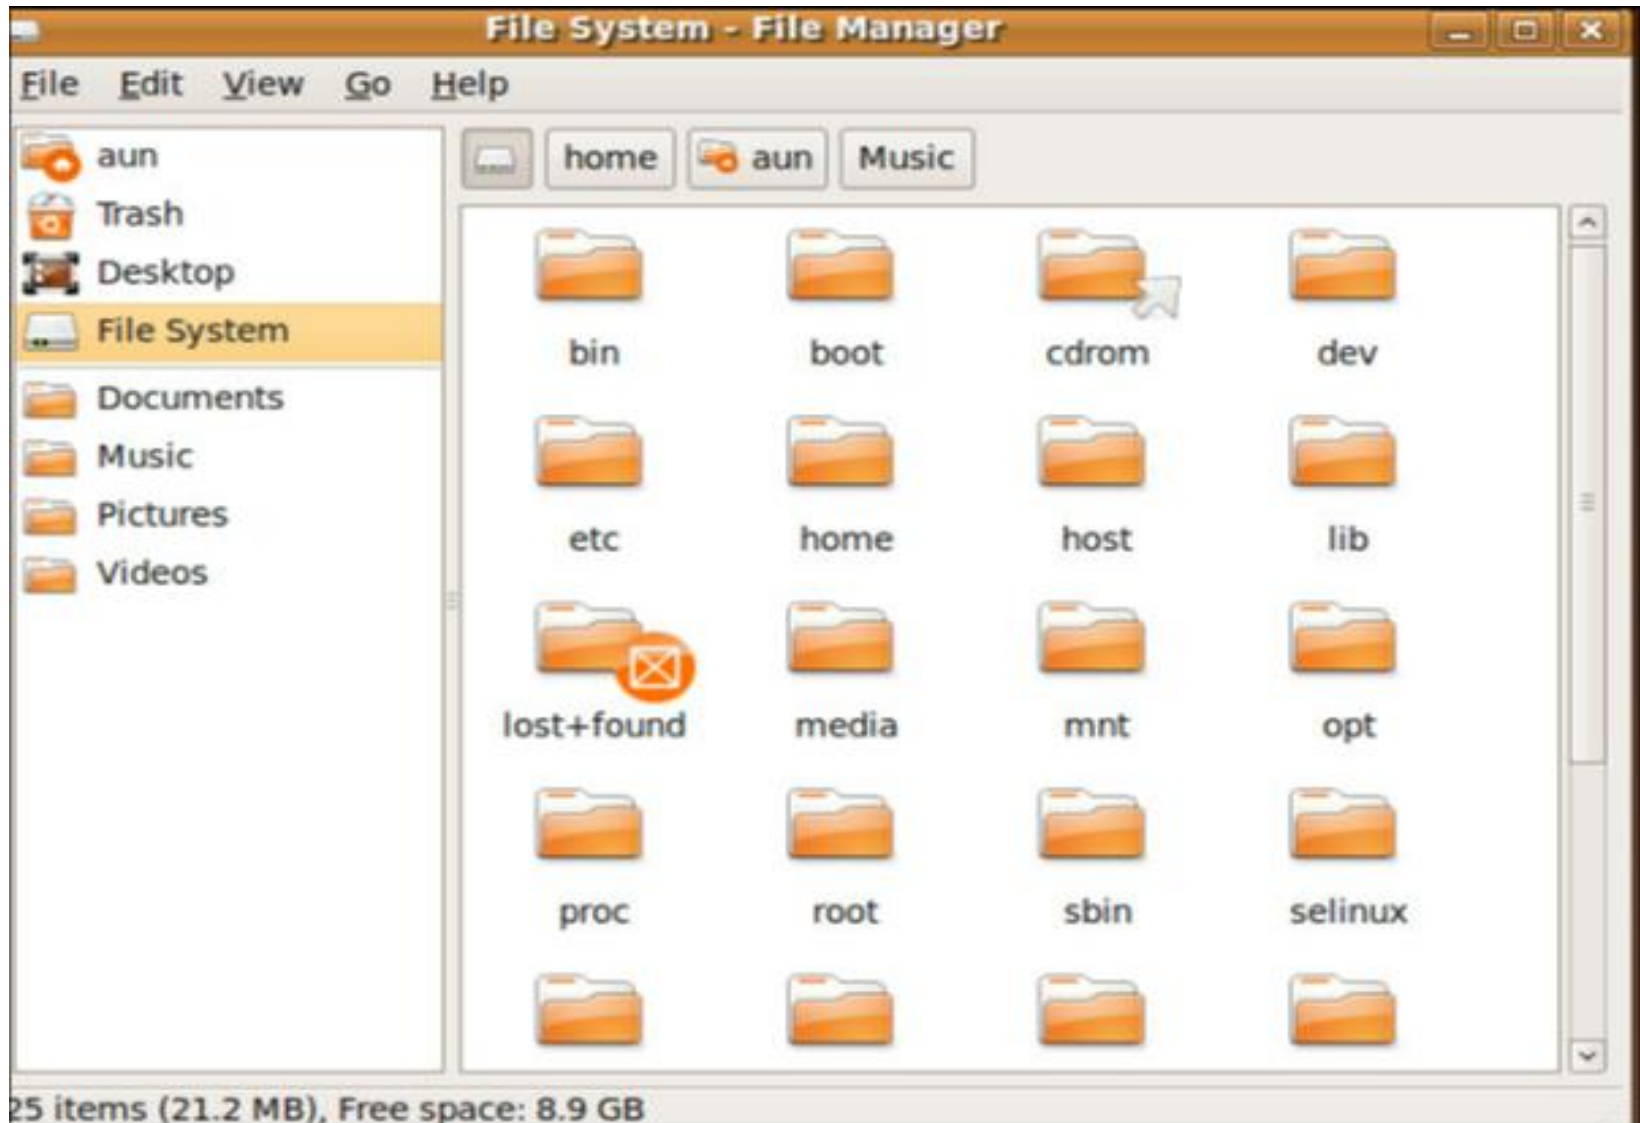 File System - File Manager
File Edit View Go Help
aun
Trash
Desktop
File System
Documents
Music
Pictures
Videos
home aun Music
bin boot cdrom dev
etc home host lib
lost+found media mnt opt
proc root sbin selinux
25 items (21.2 MB), Free space: 8.9 GB